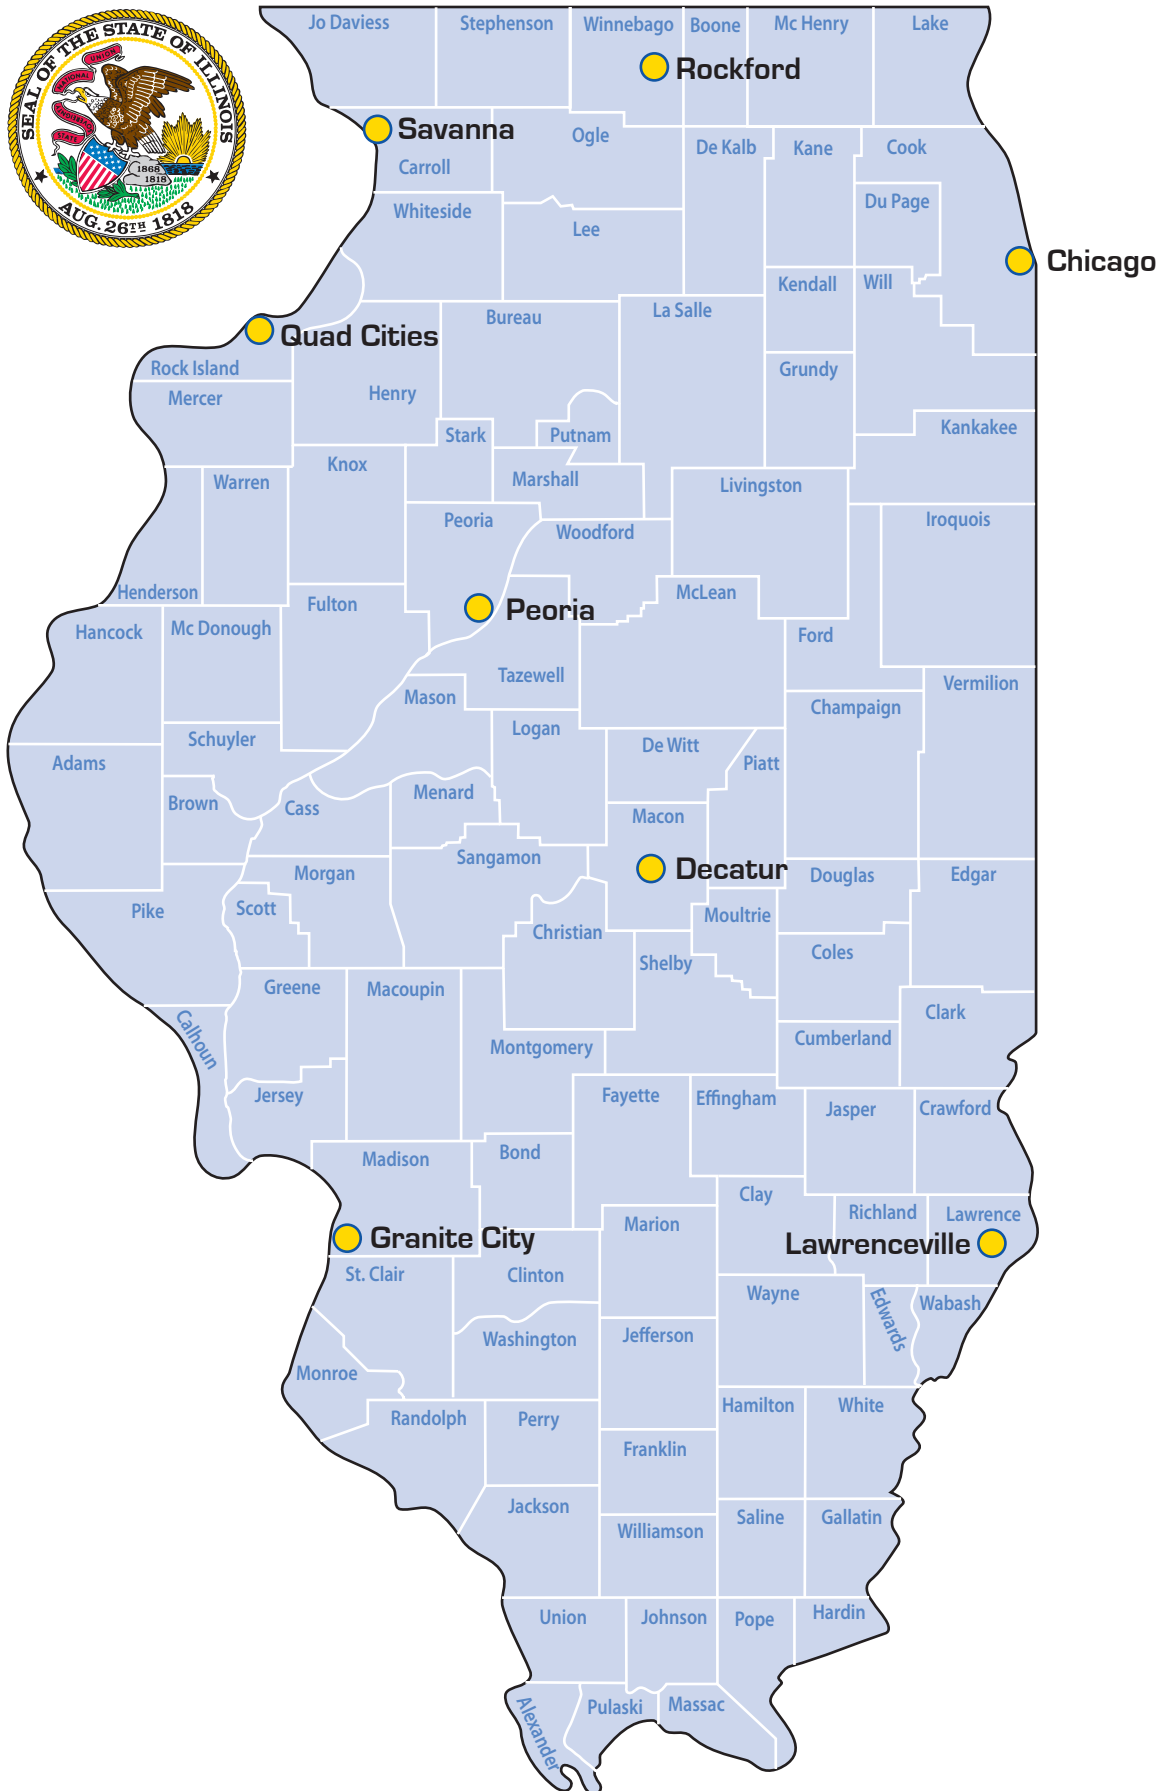 SEAL OF THE STATE OF ILLINOIS
NATIONAL
UNION
STATE
1868
1818
AUG. 26TH 1818
Jo Daviess
Stephenson
Winnebago
Boone
Mc Henry
Lake
Rockford
Savanna
Carroll
Ogle
De Kalb
Kane
Cook
Du Page
Whiteside
Lee
Chicago
Kendall
Will
Bureau
La Salle
Quad Cities
Rock Island
Grundy
Mercer
Henry
Stark
Putnam
Kankakee
Knox
Warren
Marshall
Livingston
Peoria
Woodford
Iroquois
Henderson
McLean
Fulton
Peoria
Hancock
Mc Donough
Ford
Tazewell
Vermilion
Mason
Champaign
Logan
Schuyler
De Witt
Adams
Piatt
Brown
Cass
Menard
Macon
Sangamon
Decatur
Morgan
Douglas
Edgar
Pike
Scott
Moultrie
Christian
Coles
Shelby
Greene
Macoupin
Clark
Calhoun
Cumberland
Montgomery
Jersey
Fayette
Effingham
Jasper
Crawford
Madison
Bond
Clay
Richland
Lawrence
Marion
Granite City
Lawrenceville
St. Clair
Clinton
Wayne
Edwards
Wabash
Washington
Jefferson
Monroe
Randolph
Perry
Hamilton
White
Franklin
Jackson
Williamson
Saline
Gallatin
Union
Johnson
Pope
Hardin
Alexander
Pulaski
Massac